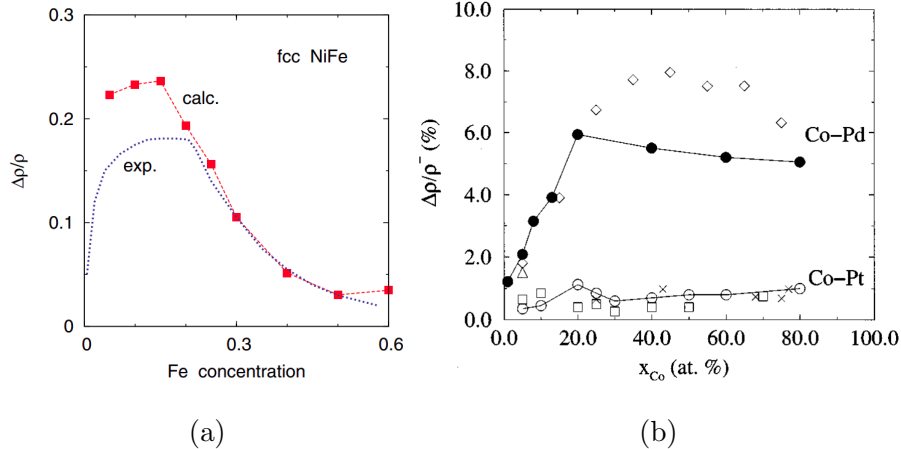 fcc NiFe
calc.
exp.
Δρ/ρ
0.3
0.2
0.1
0
0
0.3
0.6
Fe concentration
(a)
10.0
8.0
6.0
4.0
2.0
0.0
Δρ/ρ‾ (%)
Co–Pd
Co–Pt
0.0
20.0
40.0
60.0
80.0
100.0
x_Co (at. %)
(b)